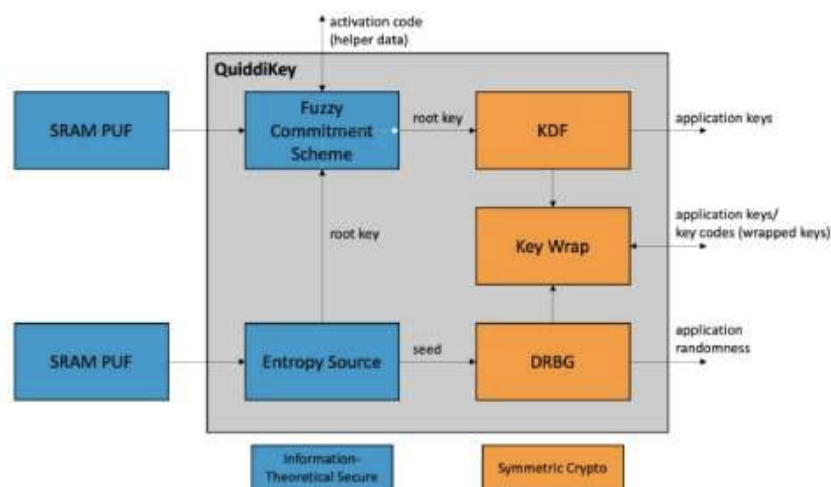 activation code
(helper data)
QuiddiKey
SRAM PUF
Fuzzy
Commitment
Scheme
root key
KDF
application keys
root key
Key Wrap
application keys/
key codes (wrapped keys)
SRAM PUF
Entropy Source
seed
DRBG
application
randomness
Information-
Theoretical Secure
Symmetric Crypto